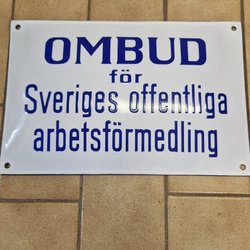 OMBUD
för
Sveriges offentliga
arbetsförmedling